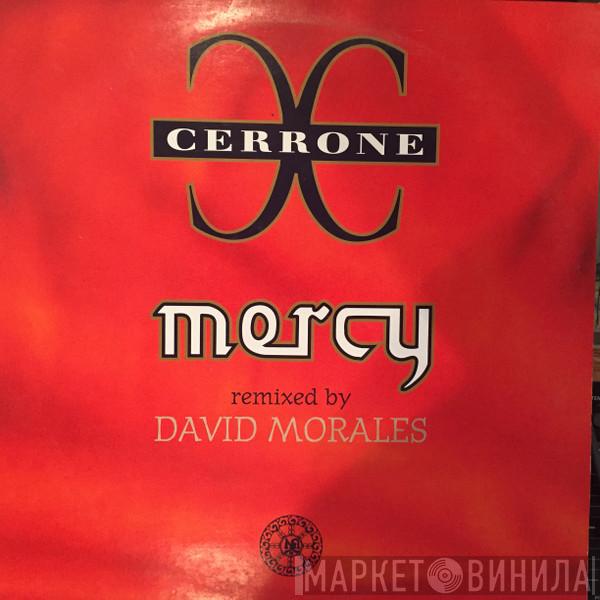 CERRONE
mercy
remixed by
DAVID MORALES
МАРКЕТ ВИНИЛА